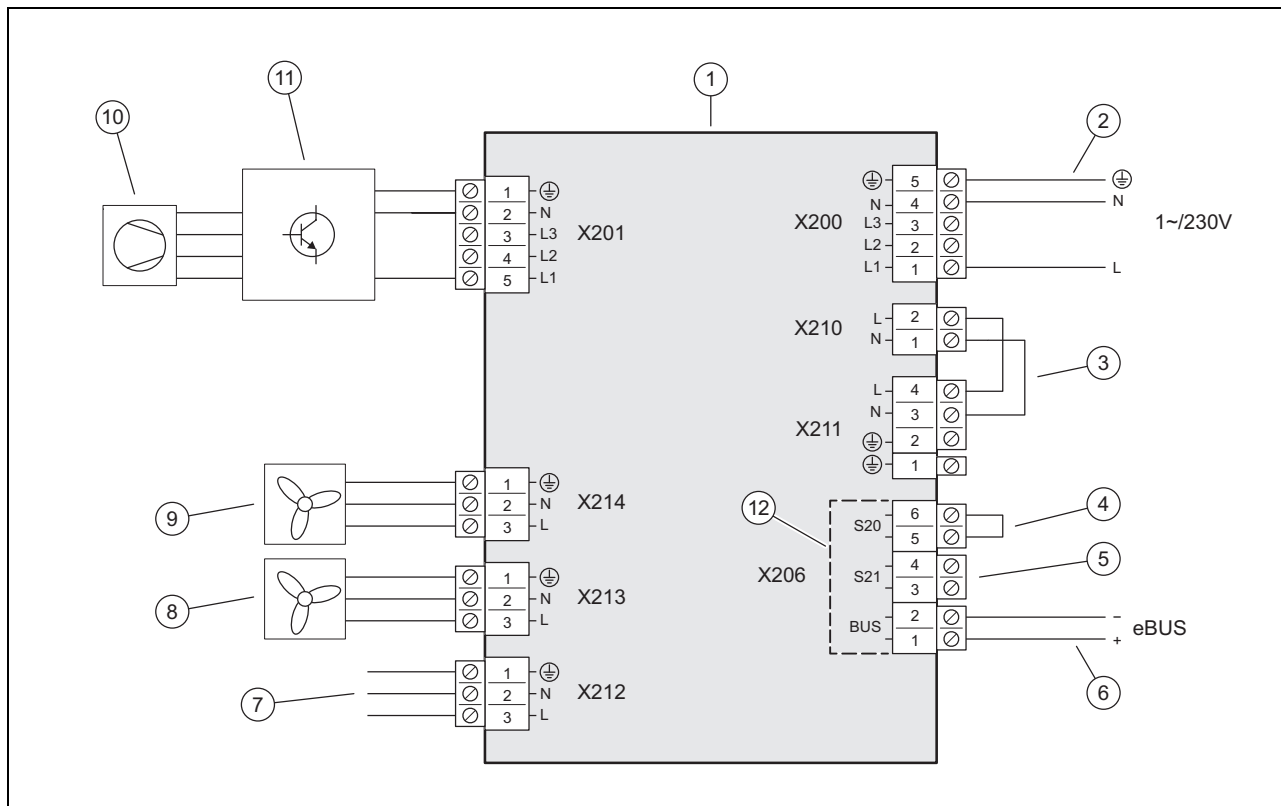 11
1
10
2
1
2 N
3 L3
4 L2
5 L1
X201
X200
5
N 4
L3 3
L2 2
L1 1
N
L
1~/230V
X210
L 2
N 1
3
X211
L 4
N 3
2
1
9
1
2 N
3 L
X214
12
X206
S20
6
5
4
S21
4
3
5
BUS
2
1
−
+
eBUS
6
8
1
2 N
3 L
X213
7
1
2 N
3 L
X212